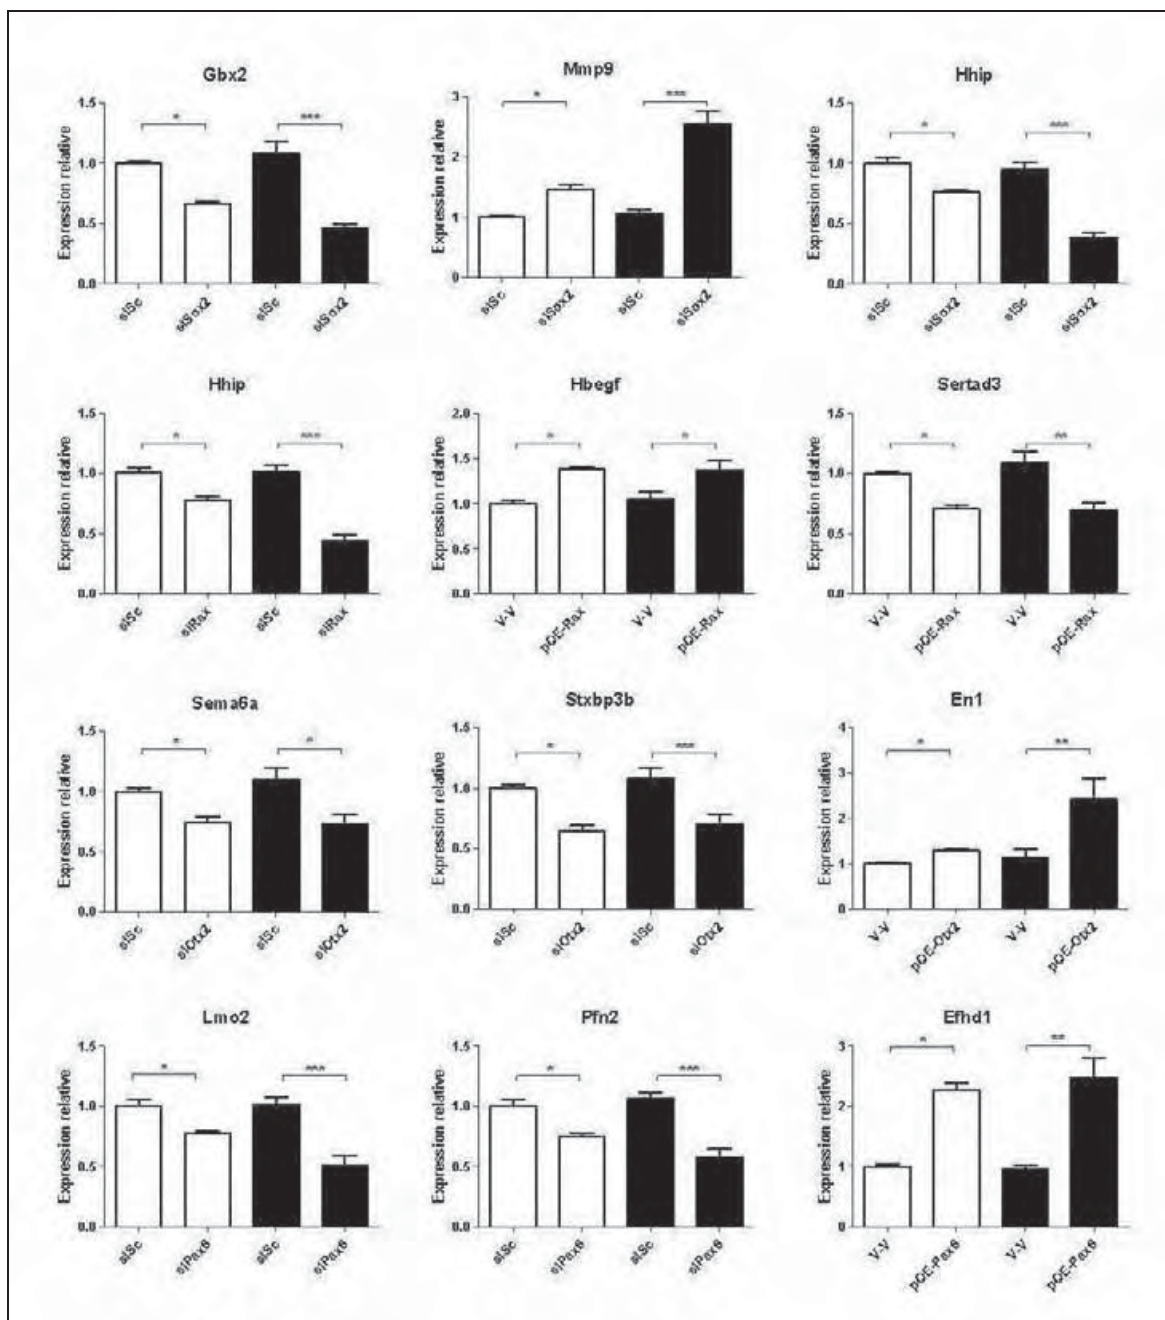 Gbx2
Expression relative
1.5
1.0
0.5
0.0
*
***
siSc
siSox2
siSc
siSox2
Mmp9
Expression relative
3
2
1
0
*
***
siSc
siSox2
siSc
siSox2
Hhip
Expression relative
1.5
1.0
0.5
0.0
*
***
siSc
siSox2
siSc
siSox2
Hhip
Expression relative
1.5
1.0
0.5
0.0
*
***
siSc
siRax
siSc
siRax
Hbegf
Expression relative
2.0
1.5
1.0
0.5
0.0
*
*
V-V
pOE-Rax
V-V
pOE-Rax
Sertad3
Expression relative
1.5
1.0
0.5
0.0
*
**
V-V
pOE-Rax
V-V
pOE-Rax
Sema6a
Expression relative
1.5
1.0
0.5
0.0
*
*
siSc
siOtx2
siSc
siOtx2
Stxbp3b
Expression relative
1.5
1.0
0.5
0.0
*
***
siSc
siOtx2
siSc
siOtx2
En1
Expression relative
4
3
2
1
0
*
**
V-V
pOE-Otx2
V-V
pOE-Otx2
Lmo2
Expression relative
1.5
1.0
0.5
0.0
*
***
siSc
siPax6
siSc
siPax6
Pfn2
Expression relative
1.5
1.0
0.5
0.0
*
***
siSc
siPax6
siSc
siPax6
Efhd1
Expression relative
3
2
1
0
*
**
V-V
pOE-Pax6
V-V
pOE-Pax6